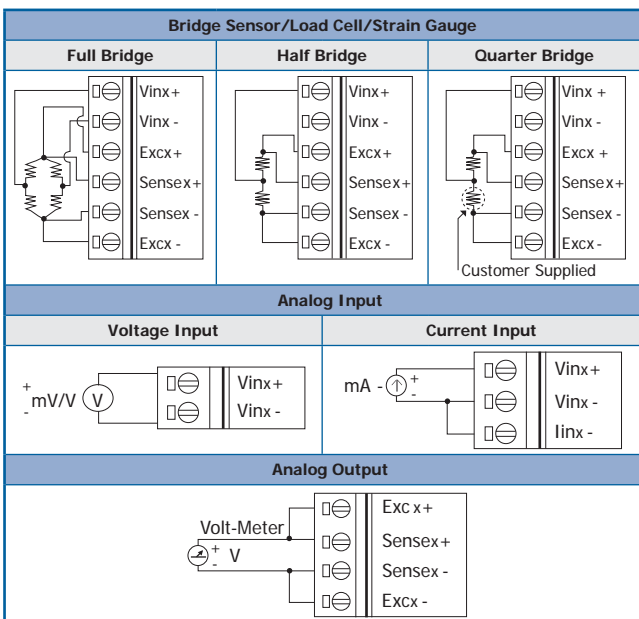 Bridge Sensor/Load Cell/Strain Gauge
Full Bridge
Half Bridge
Quarter Bridge
Vinx+
Vinx -
Excx+
Sensex+
Sensex -
Excx -
Vinx+
Vinx -
Excx+
Sensex+
Sensex -
Excx -
Vinx +
Vinx -
Excx +
Sensex+
Sensex -
Excx -
Customer Supplied
Analog Input
Voltage Input
Current Input
+
-
mV/V
V
Vinx+
Vinx -
mA -
+
-
Vinx+
Vinx -
Iinx -
Analog Output
Volt-Meter
+
-
V
Excx+
Sensex+
Sensex -
Excx -